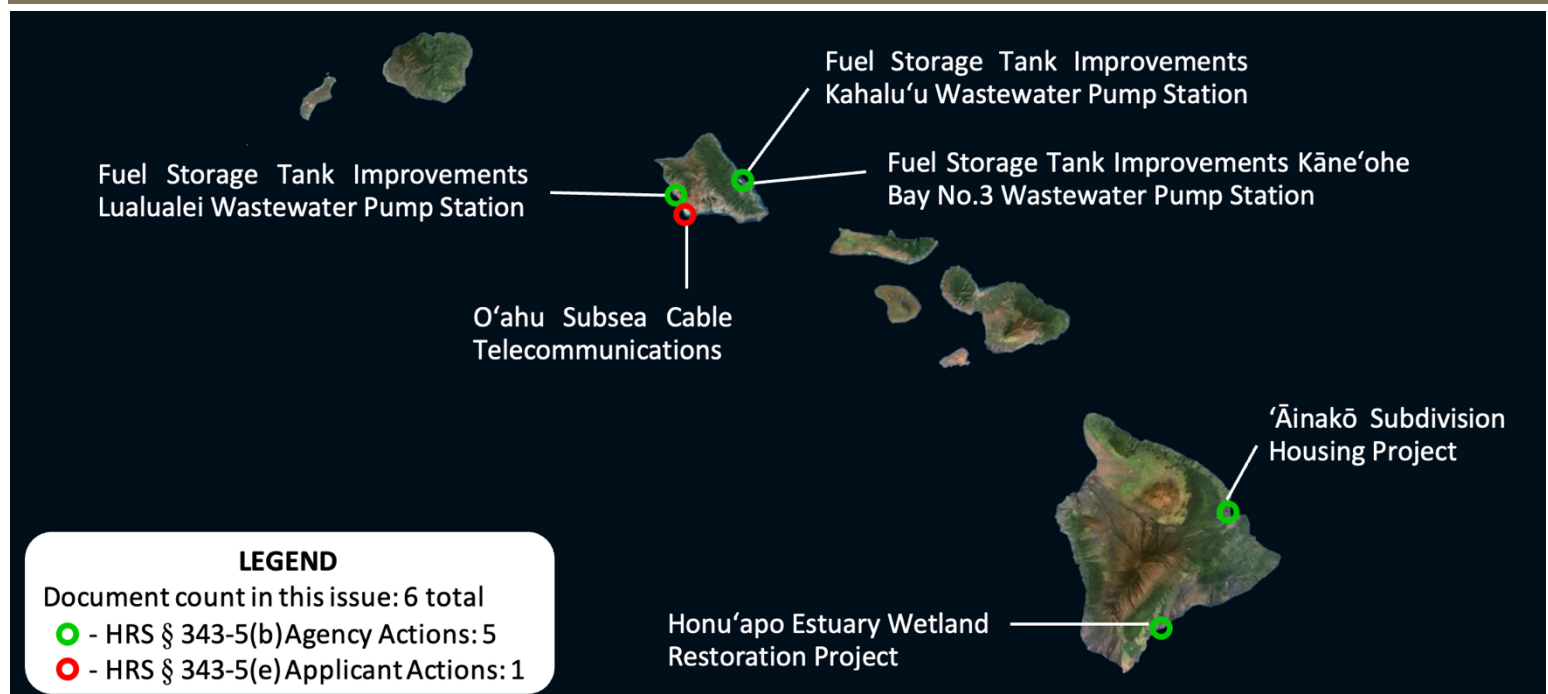 Fuel Storage Tank Improvements
Kahaluʻu Wastewater Pump Station
Fuel Storage Tank Improvements Kāneʻohe
Bay No.3 Wastewater Pump Station
Fuel Storage Tank Improvements
Lualualei Wastewater Pump Station
Oʻahu Subsea Cable
Telecommunications
ʻĀinakō Subdivision
Housing Project
Honuʻapo Estuary Wetland
Restoration Project
LEGEND
Document count in this issue: 6 total
- HRS § 343-5(b) Agency Actions: 5
- HRS § 343-5(e) Applicant Actions: 1